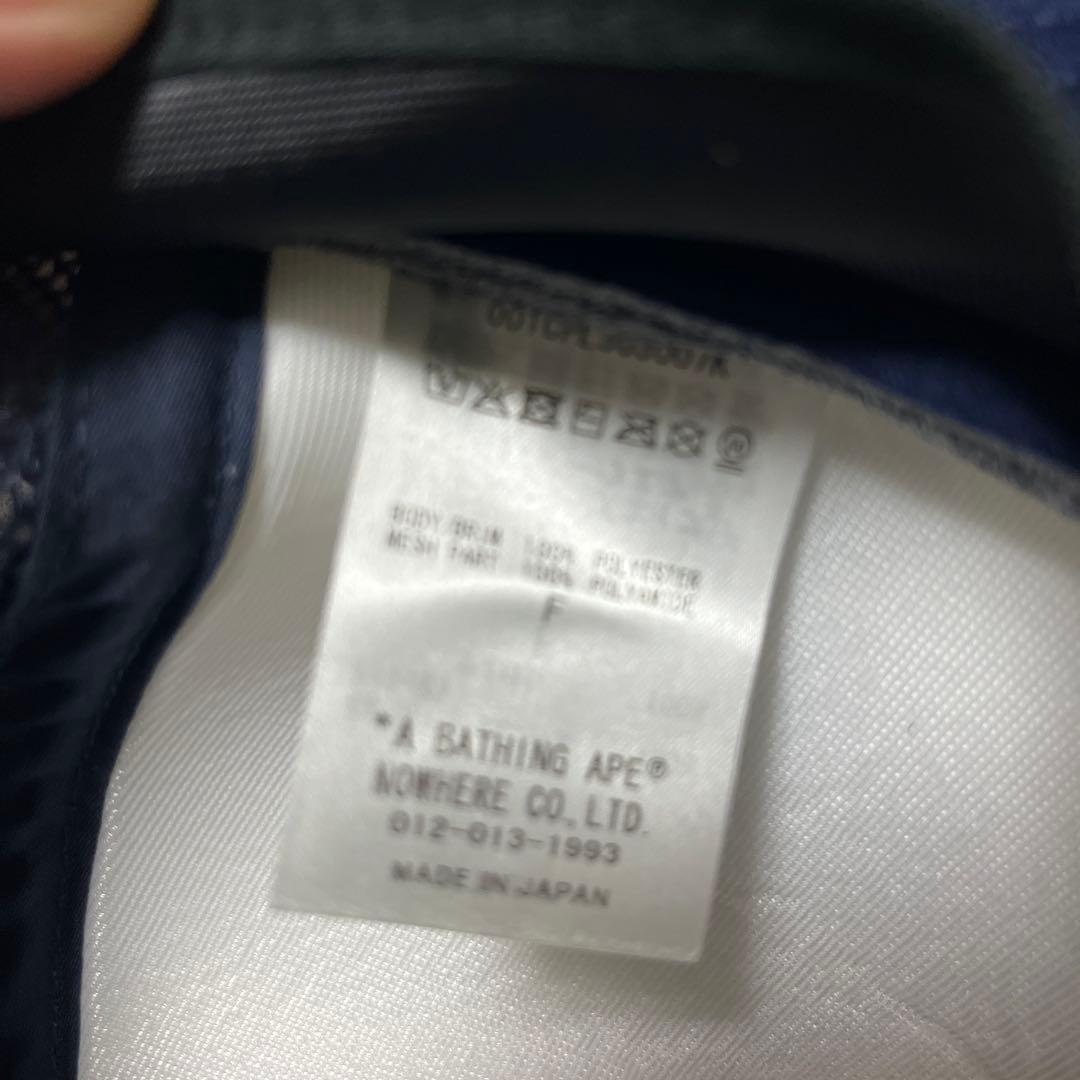 BODY/BRIM 100% POLYESTER
MESH PART 100% POLYAMIDE
F
*A BATHING APE®
NOWHERE CO., LTD.
012-013-1993
MADE IN JAPAN